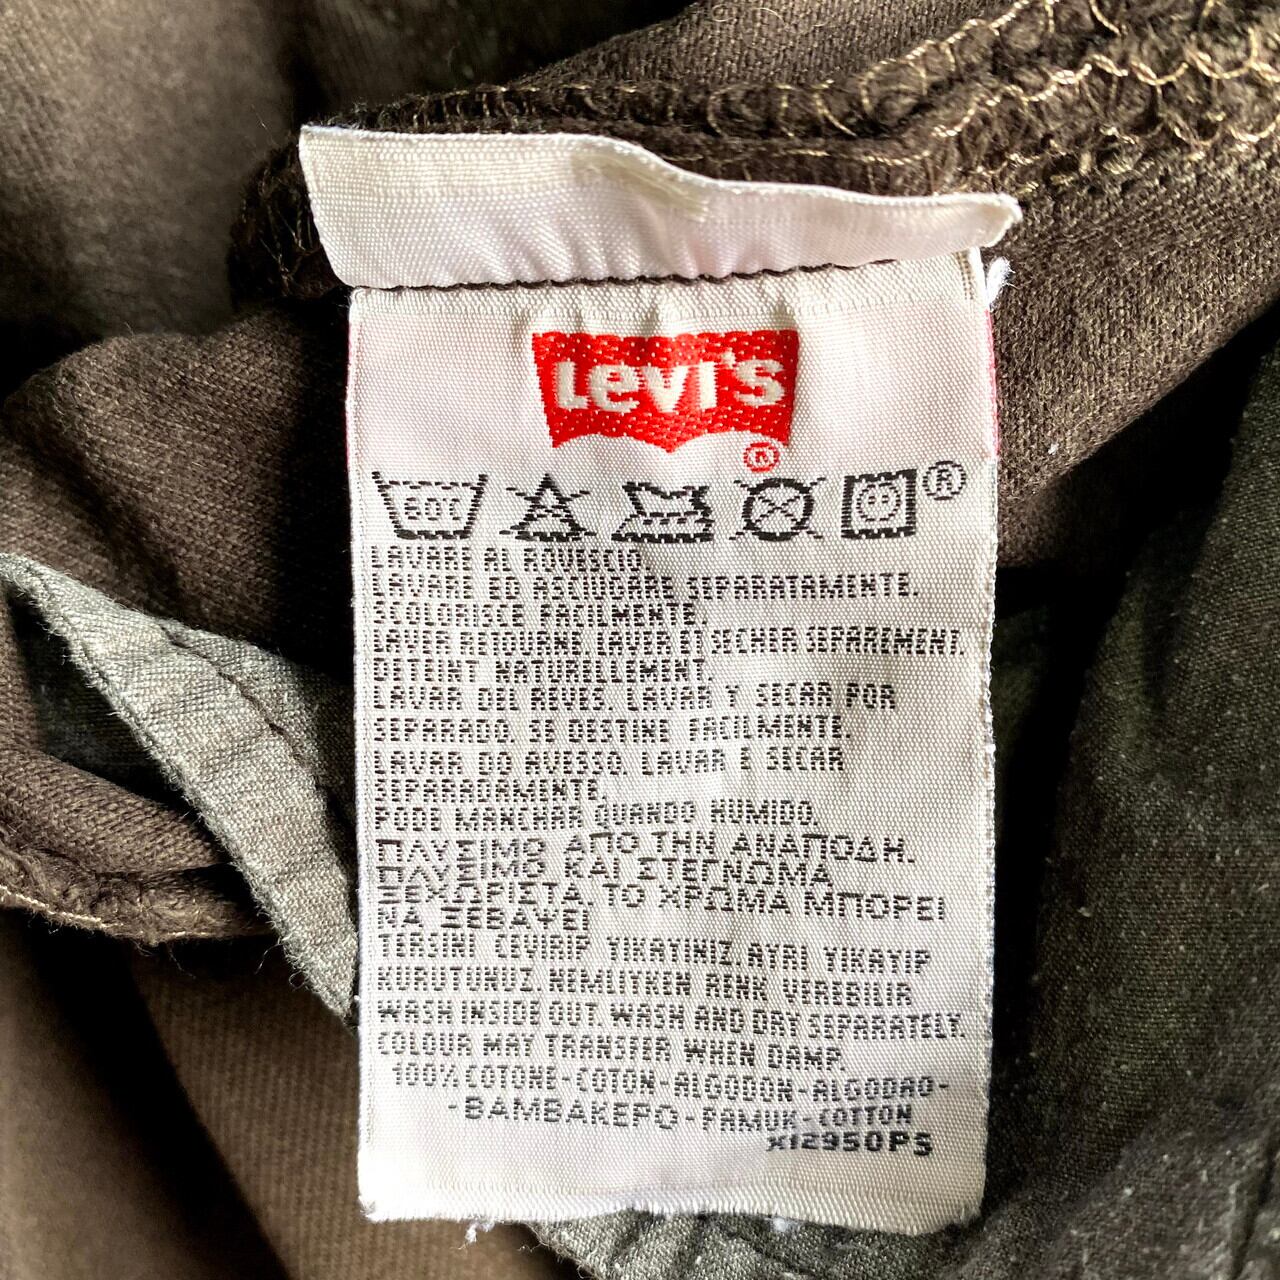 Levi's
®
60C ®
LAVARE AL ROVESCIO.
LAVARE ED ASCIUGARE SEPARATAMENTE.
SCOLORISCE FACILMENTE.
LAVER RETOURNE. LAVER ET SECHER SEPAREMENT.
DETEINT NATURELLEMENT.
LAVAR DEL REVES. LAVAR Y SECAR POR
SEPARADO. SE DESTINE FACILMENTE.
LAVAR DO AVESSO. LAVAR E SECAR
SEPARADAMENTE.
PODE MANCHAR QUANDO HUMIDO.
ΠΛΥΣΙΜΟ ΑΠΟ ΤΗΝ ΑΝΑΠΟΔΗ.
ΠΛΥΣΙΜΟ ΚΑΙ ΣΤΕΓΝΩΜΑ
ΞΕΧΩΡΙΣΤΑ. ΤΟ ΧΡΩΜΑ ΜΠΟΡΕΙ
ΝΑ ΞΕΒΑΨΕΙ
TERSINI CEVIRIP YIKAYINIZ. AYRI YIKAYIP
KURUTUNUZ. NEMLIYKEN RENK VEREBILIR
WASH INSIDE OUT. WASH AND DRY SEPARATELY.
COLOUR MAY TRANSFER WHEN DAMP.
100% COTONE-COTON-ALGODON-ALGODAO-
-ΒΑΜΒΑΚΕΡΟ-PAMUK-COTTON
X12950PS